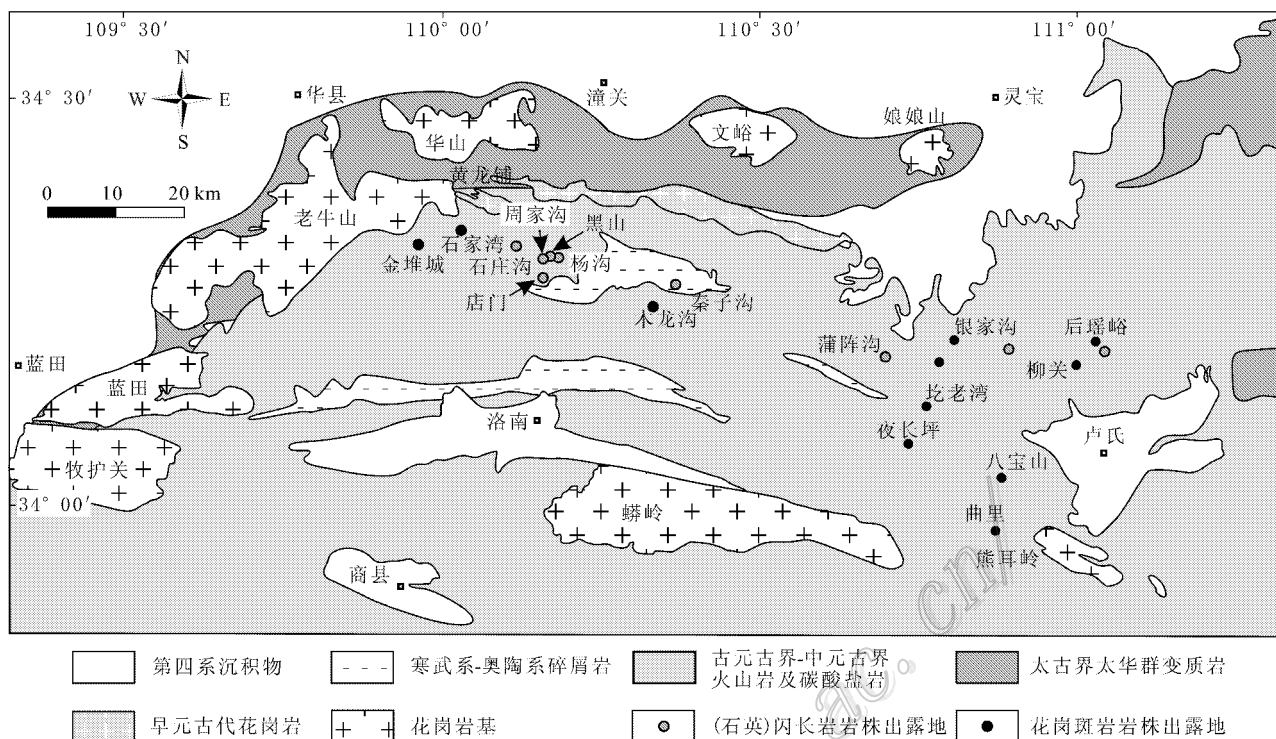 109° 30′
110° 00′
110° 30′
111° 00′
N
W
E
S
34° 30′
华县
潼关
灵宝
娘娘山
华山
文峪
0 10 20 km
黄龙铺
老牛山
周家沟
黑山
石家湾
金堆城
石庄沟
杨沟
店门
秦子沟
木龙沟
银家沟
后瑶峪
蒲阵沟
柳关
蓝田
蓝田
圪老湾
洛南
夜长坪
卢氏
牧护关
八宝山
34° 00′
蟒岭
曲里
熊耳岭
商县
ac. cn/
第四系沉积物
寒武系-奥陶系碎屑岩
古元古界-中元古界
火山岩及碳酸盐岩
太古界太华群变质岩
早元古代花岗岩
花岗岩基
(石英)闪长岩岩株出露地
花岗斑岩岩株出露地